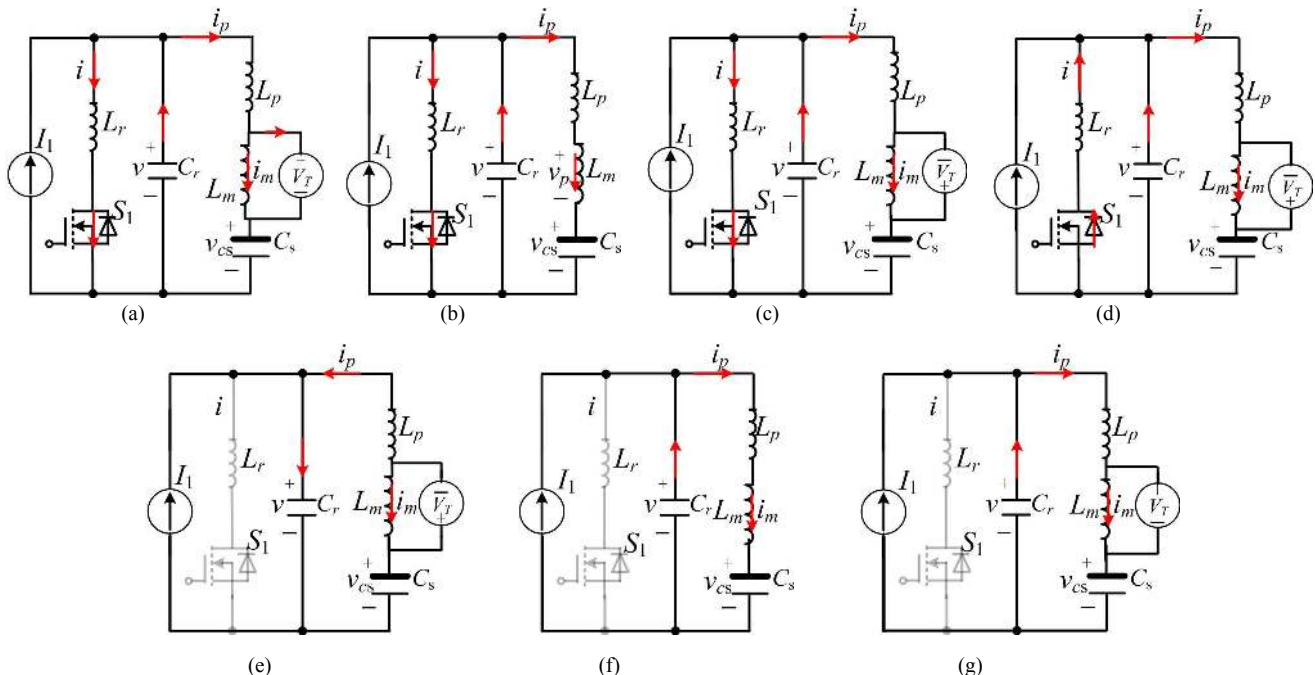 i_p
i
L_p
L_r
I_1
+
v
−
C_r
L_m
i_m
−
V_T
−
S_1
+
v_cs
−
C_s
(a)
i_p
i
L_p
L_r
I_1
+
v
−
C_r
+
v_p
−
L_m
S_1
+
v_cs
−
C_s
(b)
i_p
i
L_p
L_r
I_1
+
v
−
C_r
L_m
i_m
−
V_T
+
S_1
+
v_cs
−
C_s
(c)
i_p
i
L_p
L_r
I_1
+
v
−
C_r
L_m
i_m
−
V_T
+
S_1
+
v_cs
−
C_s
(d)
i_p
i
L_p
L_r
I_1
+
v
−
C_r
L_m
i_m
−
V_T
+
S_1
+
v_cs
−
C_s
(e)
i_p
i
L_p
L_r
I_1
+
v
−
C_r
L_m
i_m
S_1
+
v_cs
−
C_s
(f)
i_p
i
L_p
L_r
I_1
+
v
−
C_r
L_m
i_m
V_T
−
S_1
+
v_cs
−
C_s
(g)